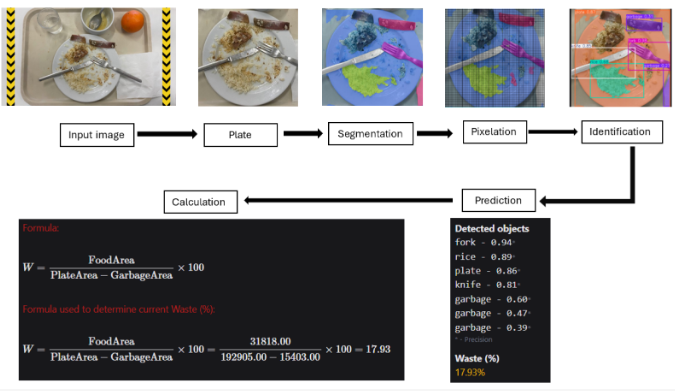 Input image
Plate
Segmentation
Pixelation
Identification
Calculation
Prediction
Formula:
W = FoodArea / (PlateArea − GarbageArea) × 100
Formula used to determine current Waste (%):
W = FoodArea / (PlateArea − GarbageArea) × 100 = 31818.00 / (192905.00 − 15403.00) × 100 = 17.93
Detected objects
fork - 0.94*
rice - 0.89*
plate - 0.86*
knife - 0.81*
garbage - 0.60*
garbage - 0.47*
garbage - 0.39*
* - Precision
Waste (%)
17.93%